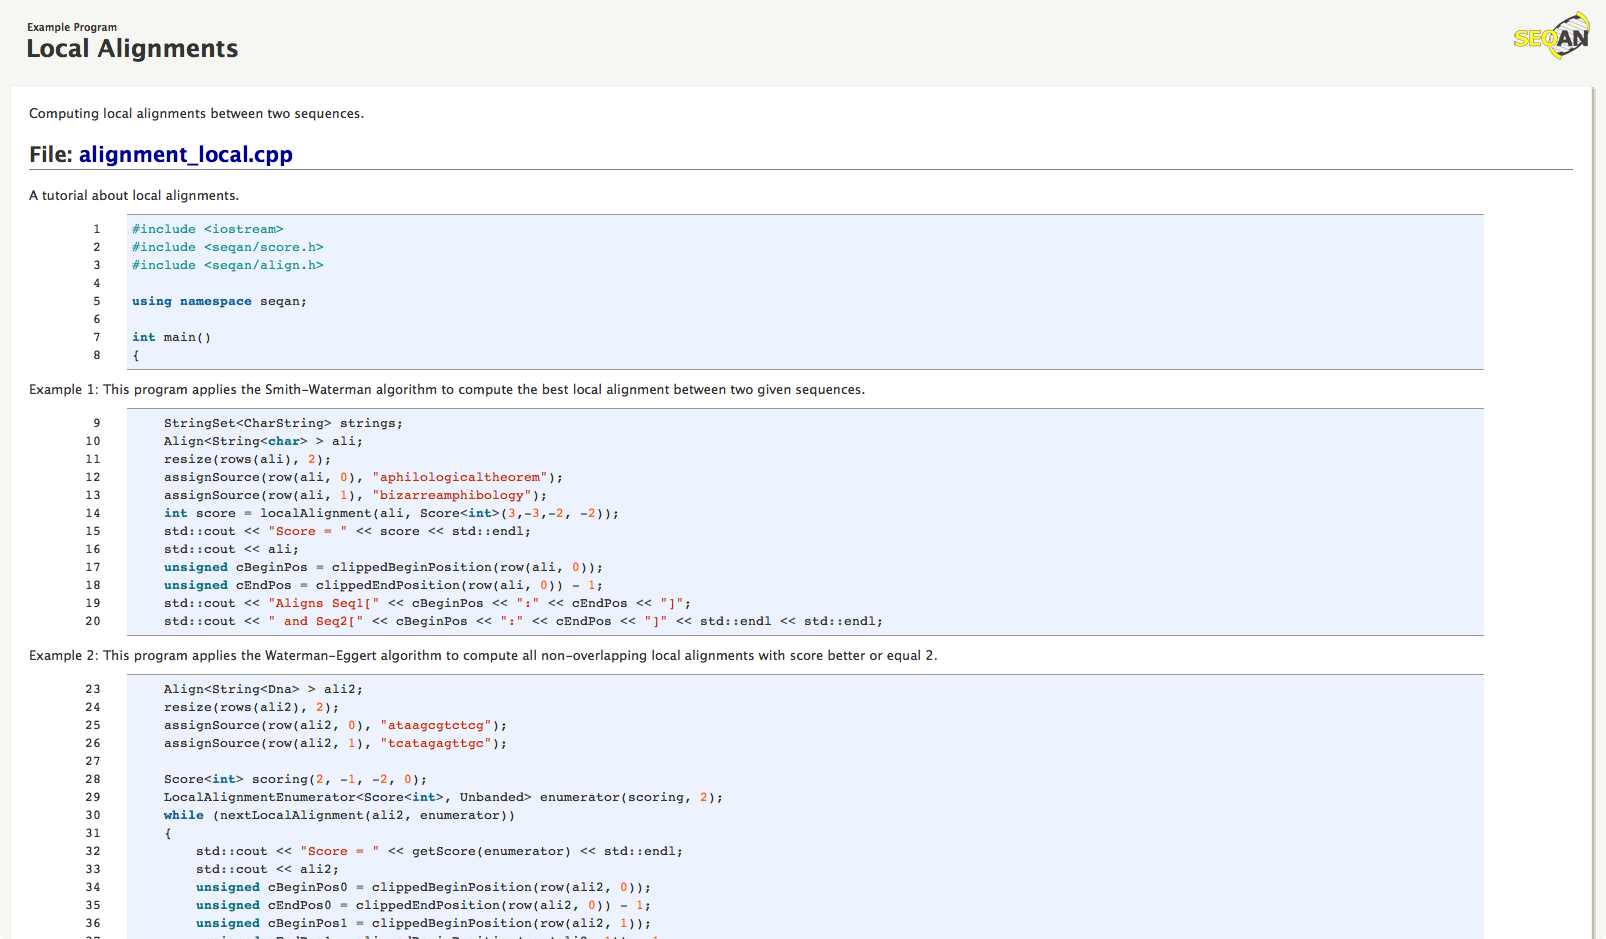 Example Program
Local Alignments
SEQAN
Computing local alignments between two sequences.
File: alignment_local.cpp
A tutorial about local alignments.
1 #include <iostream>
2 #include <seqan/score.h>
3 #include <seqan/align.h>
4
5 using namespace seqan;
6
7 int main()
8 {
Example 1: This program applies the Smith-Waterman algorithm to compute the best local alignment between two given sequences.
9 StringSet<CharString> strings;
10 Align<String<char> > ali;
11 resize(rows(ali), 2);
12 assignSource(row(ali, 0), "aphilologicaltheorem");
13 assignSource(row(ali, 1), "bizarreamphibology");
14 int score = localAlignment(ali, Score<int>(3,-3,-2, -2));
15 std::cout << "Score = " << score << std::endl;
16 std::cout << ali;
17 unsigned cBeginPos = clippedBeginPosition(row(ali, 0));
18 unsigned cEndPos = clippedEndPosition(row(ali, 0)) - 1;
19 std::cout << "Aligns Seq1[" << cBeginPos << ":" << cEndPos << "]";
20 std::cout << " and Seq2[" << cBeginPos << ":" << cEndPos << "]" << std::endl << std::endl;
Example 2: This program applies the Waterman-Eggert algorithm to compute all non-overlapping local alignments with score better or equal 2.
23 Align<String<Dna> > ali2;
24 resize(rows(ali2), 2);
25 assignSource(row(ali2, 0), "ataagcgtctcg");
26 assignSource(row(ali2, 1), "tcatagagttgc");
27
28 Score<int> scoring(2, -1, -2, 0);
29 LocalAlignmentEnumerator<Score<int>, Unbanded> enumerator(scoring, 2);
30 while (nextLocalAlignment(ali2, enumerator))
31 {
32 std::cout << "Score = " << getScore(enumerator) << std::endl;
33 std::cout << ali2;
34 unsigned cBeginPos0 = clippedBeginPosition(row(ali2, 0));
35 unsigned cEndPos0 = clippedEndPosition(row(ali2, 0)) - 1;
36 unsigned cBeginPos1 = clippedBeginPosition(row(ali2, 1));